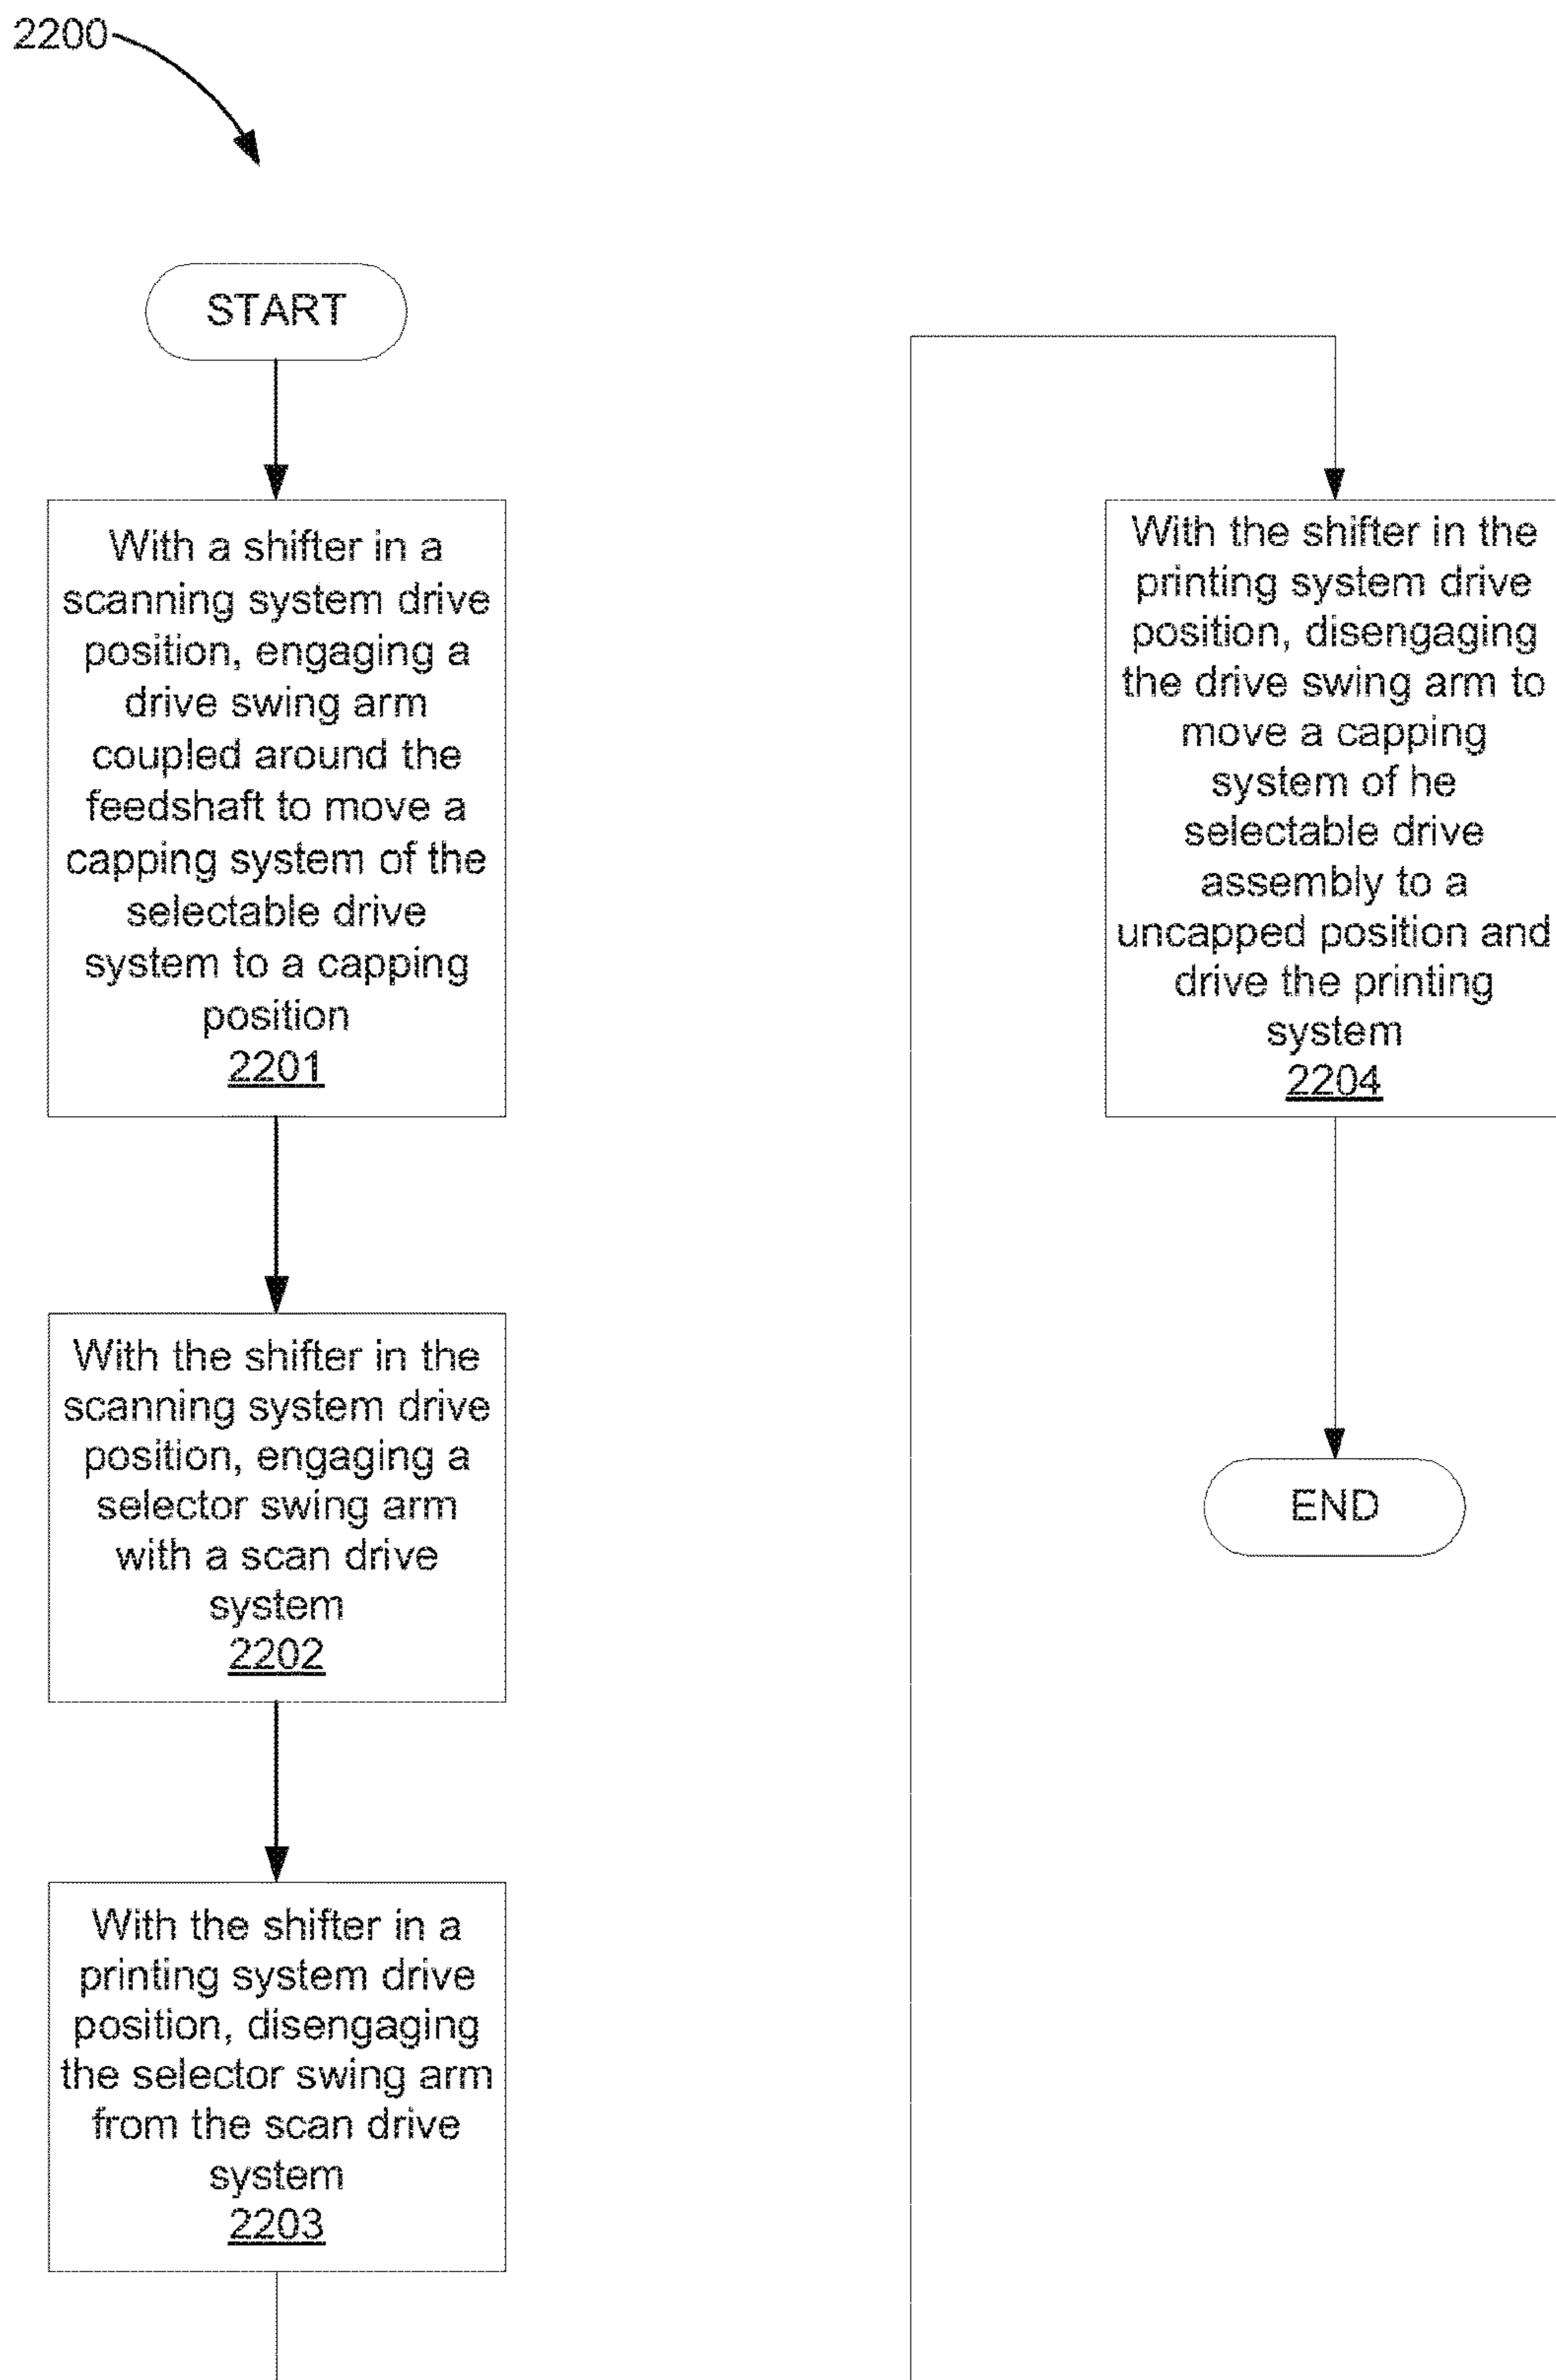 2200
START
With a shifter in a
scanning system drive
position, engaging a
drive swing arm
coupled around the
feedshaft to move a
capping system of the
selectable drive
system to a capping
position
2201
With the shifter in the
scanning system drive
position, engaging a
selector swing arm
with a scan drive
system
2202
With the shifter in a
printing system drive
position, disengaging
the selector swing arm
from the scan drive
system
2203
With the shifter in the
printing system drive
position, disengaging
the drive swing arm to
move a capping
system of he
selectable drive
assembly to a
uncapped position and
drive the printing
system
2204
END